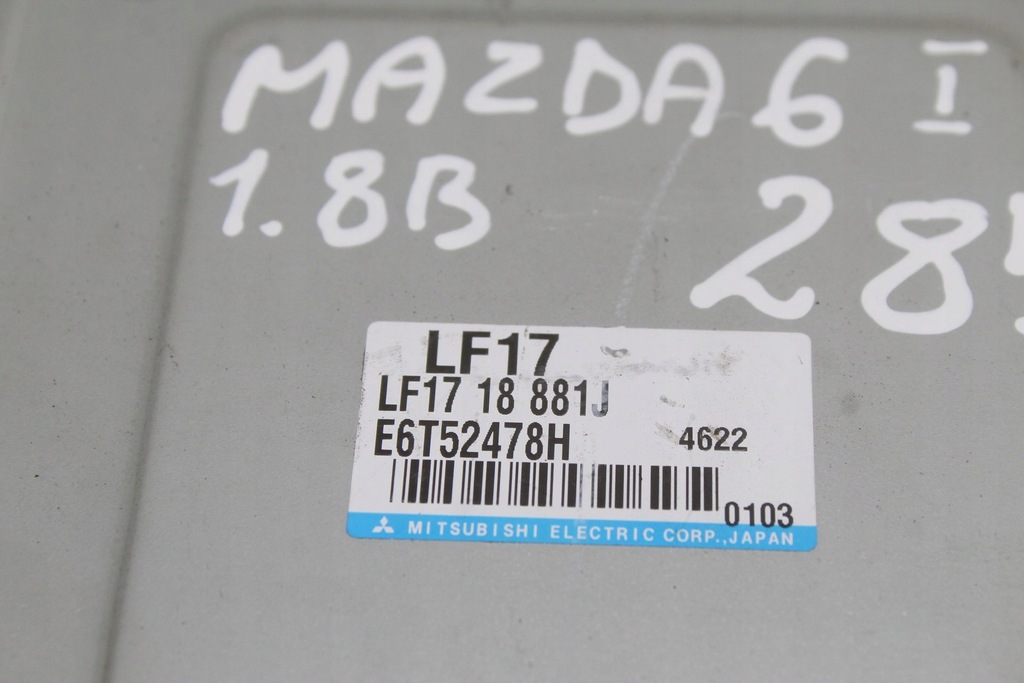 MAZDA 6 I
1.8B
28
LF17
LF17 18 881J
E6T52478H 4622
0103
MITSUBISHI ELECTRIC CORP., JAPAN